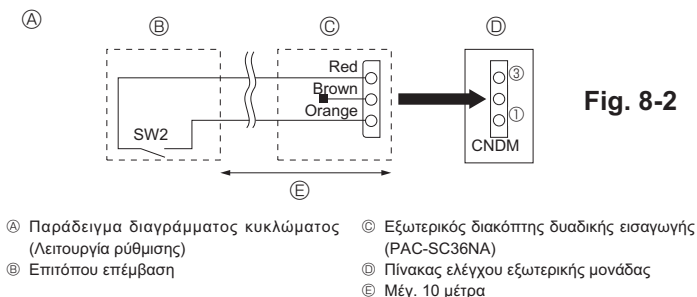 Ⓐ Ⓑ Ⓒ Ⓓ
Red
Brown
Orange
SW2
③
①
CNDM
Ⓔ
Fig. 8-2
Ⓐ Παράδειγμα διαγράμματος κυκλώματος
(Λειτουργία ρύθμισης)
Ⓑ Επιτόπου επέμβαση
Ⓒ Εξωτερικός διακόπτης δυαδικής εισαγωγής
(PAC-SC36NA)
Ⓓ Πίνακας ελέγχου εξωτερικής μονάδας
Ⓔ Μέγ. 10 μέτρα